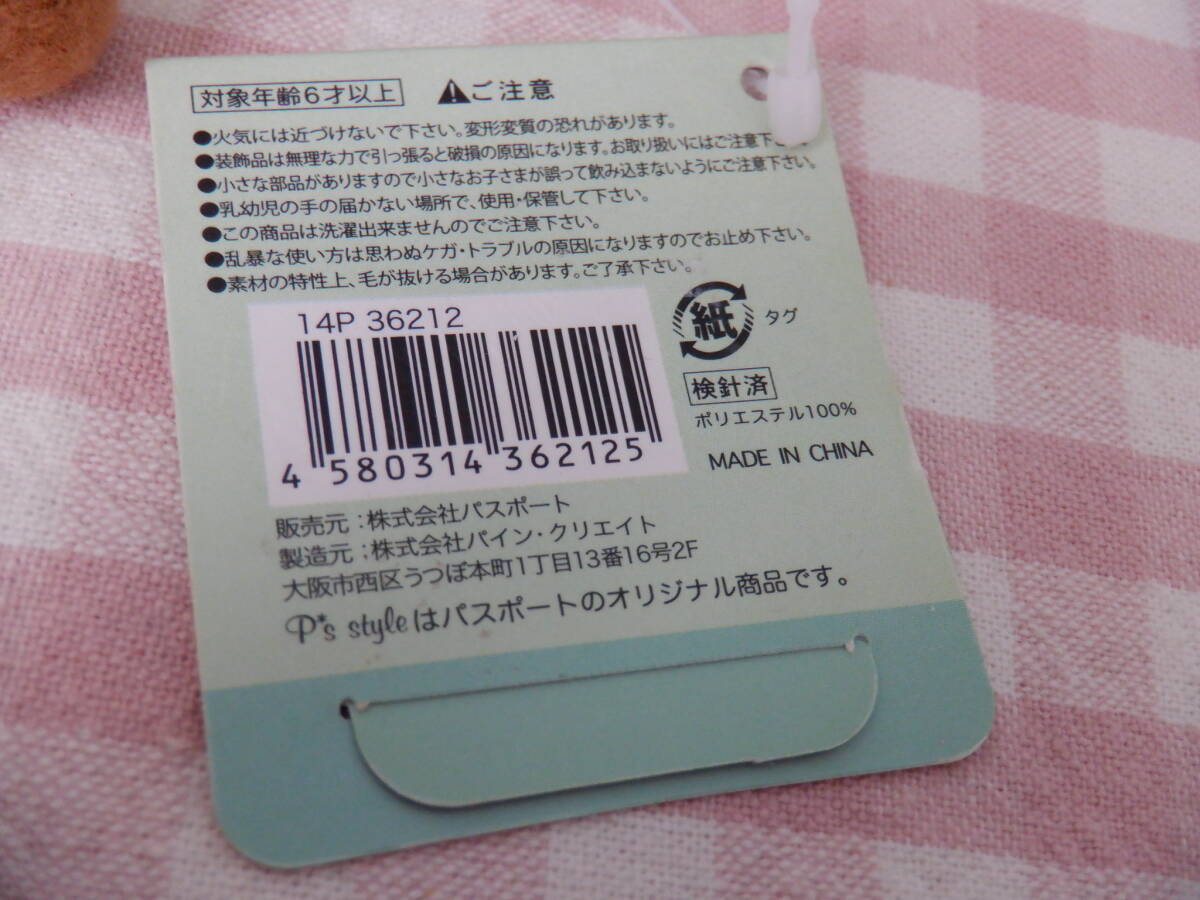 対象年齢6才以上 ⚠ご注意
●火気には近づけないで下さい。変形変質の恐れがあります。
●装飾品は無理な力で引っ張ると破損の原因になります。お取り扱いにはご注意下さい。
●小さな部品がありますので小さなお子さまが誤って飲み込まないようにご注意下さい。
●乳幼児の手の届かない場所で、使用・保管して下さい。
●この商品は洗濯出来ませんのでご注意下さい。
●乱暴な使い方は思わぬケガ・トラブルの原因になりますのでお止め下さい。
●素材の特性上、毛が抜ける場合があります。ご了承下さい。
14P 36212
4 580314 362125
紙 タグ
検針済
ポリエステル100%
MADE IN CHINA
販売元：株式会社パスポート
製造元：株式会社パイン・クリエイト
大阪市西区うつぼ本町1丁目13番16号2F
P*s styleはパスポートのオリジナル商品です。